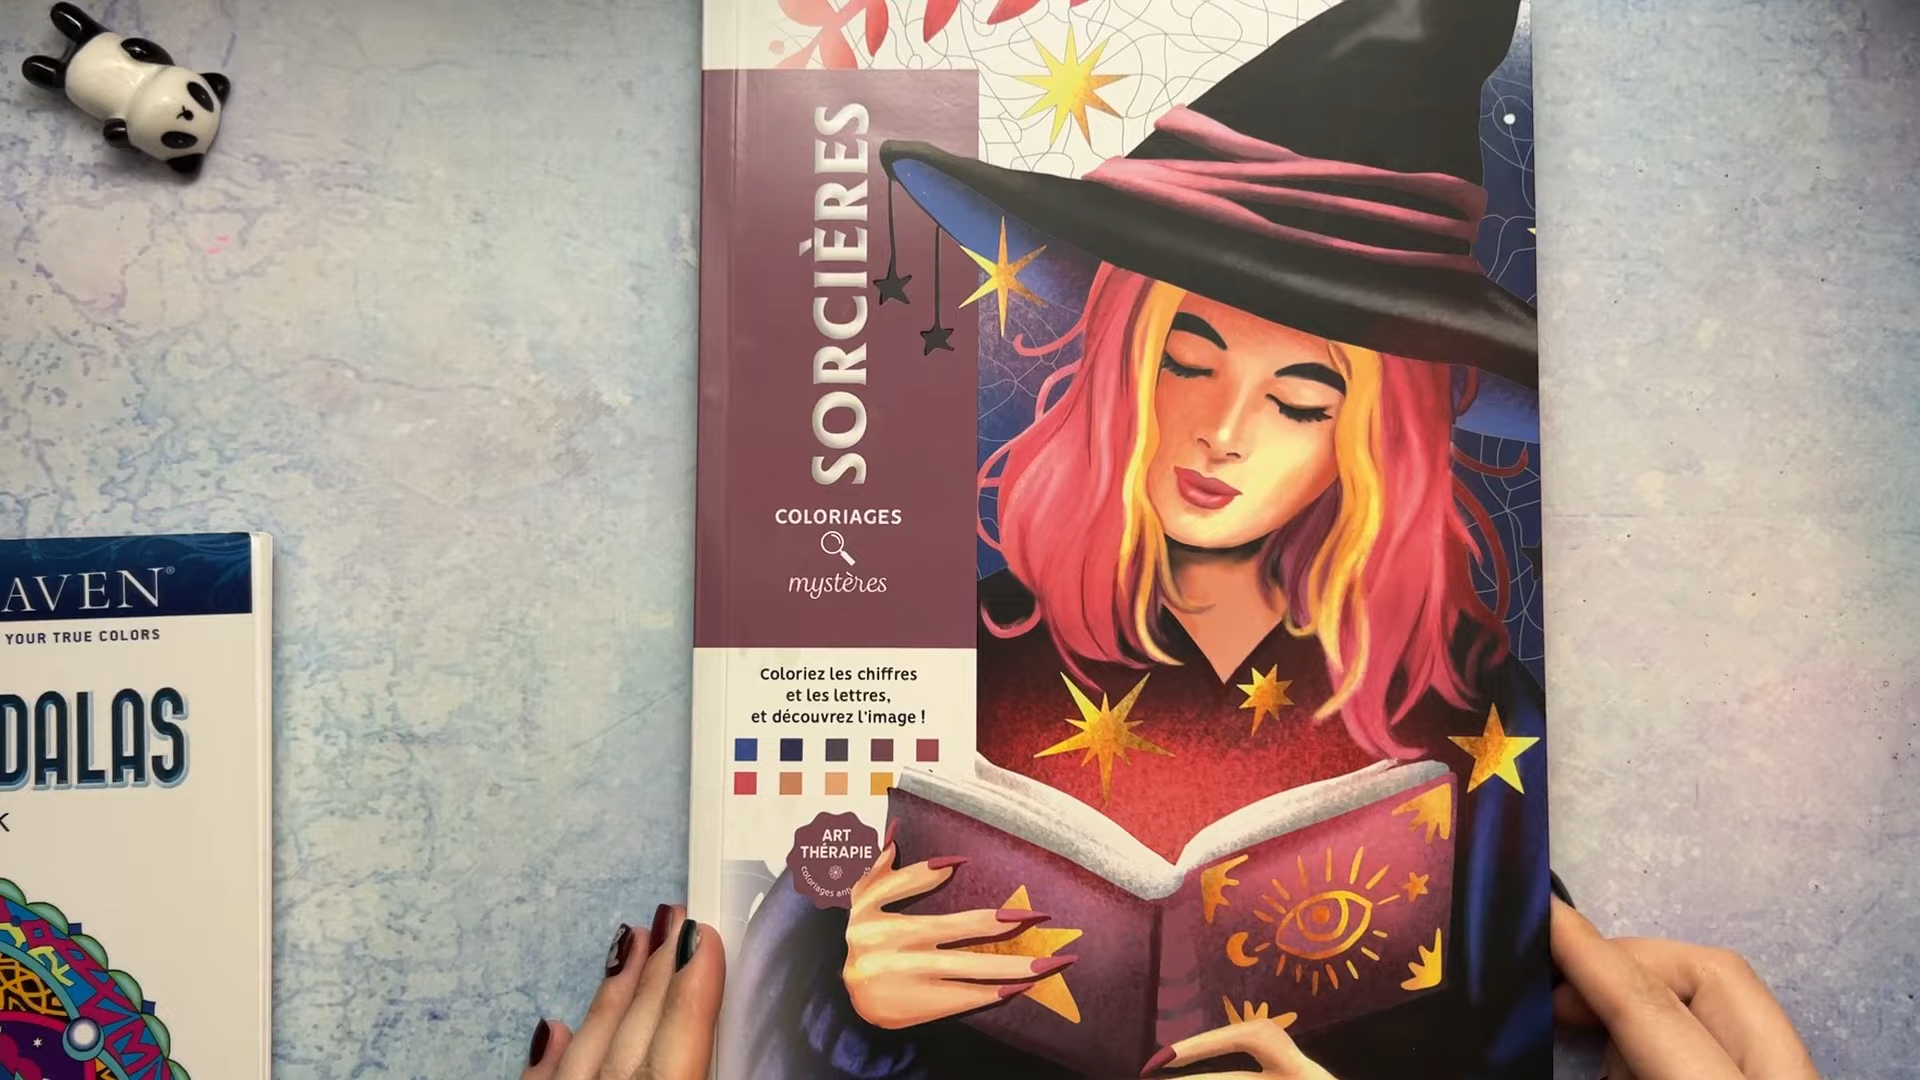 SORCIÈRES
COLORIAGES
mystères
Coloriez les chiffres
et les lettres,
et découvrez l'image !
ART
THÉRAPIE
coloriages
AVEN®
YOUR TRUE COLORS
DALAS
K